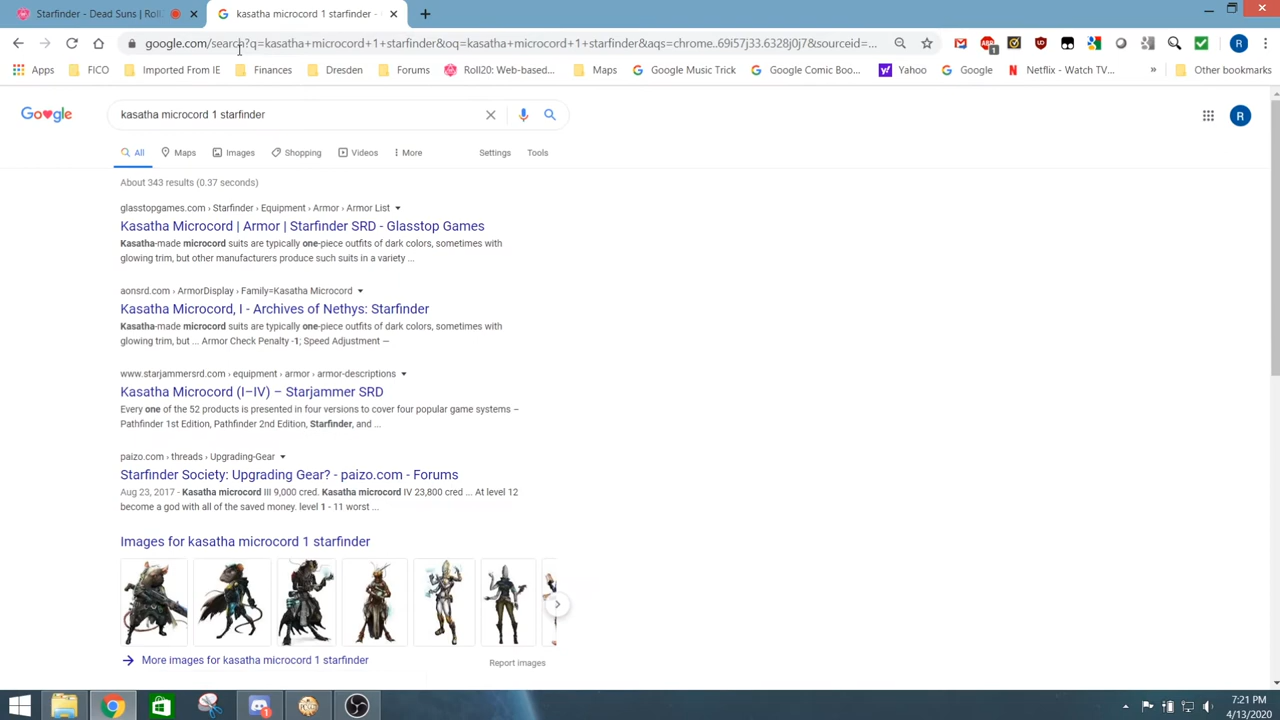 Starfinder - Dead Suns | Roll
kasatha microcord 1 starfinder -
google.com/search?q=kasatha+microcord+1+starfinder&oq=kasatha+microcord+1+starfinder&aqs=chrome..69i57j33.6328j0j7&sourceid=...
Apps FICO Imported From IE Finances Dresden Forums Roll20: Web-based... Maps Google Music Trick Google Comic Boo... Yahoo Google Netflix - Watch TV... » Other bookmarks
Google kasatha microcord 1 starfinder R
All Maps Images Shopping Videos More Settings Tools
About 343 results (0.37 seconds)
glasstopgames.com › Starfinder › Equipment › Armor › Armor List
Kasatha Microcord | Armor | Starfinder SRD - Glasstop Games
Kasatha-made microcord suits are typically one-piece outfits of dark colors, sometimes with
glowing trim, but other manufacturers produce such suits in a variety ...
aonsrd.com › ArmorDisplay › Family=Kasatha Microcord
Kasatha Microcord, I - Archives of Nethys: Starfinder
Kasatha-made microcord suits are typically one-piece outfits of dark colors, sometimes with
glowing trim, but ... Armor Check Penalty -1; Speed Adjustment —
www.starjammersrd.com › equipment › armor › armor-descriptions
Kasatha Microcord (I–IV) – Starjammer SRD
Every one of the 52 products is presented in four versions to cover four popular game systems –
Pathfinder 1st Edition, Pathfinder 2nd Edition, Starfinder, and ...
paizo.com › threads › Upgrading-Gear
Starfinder Society: Upgrading Gear? - paizo.com - Forums
Aug 23, 2017 - Kasatha microcord III 9,000 cred. Kasatha microcord IV 23,800 cred ... At level 12
become a god with all of the saved money. level 1 - 11 worst ...
Images for kasatha microcord 1 starfinder
More images for kasatha microcord 1 starfinder
Report images
7:21 PM
4/13/2020